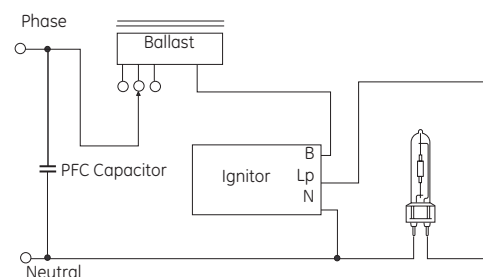 Phase
Ballast
B
PFC Capacitor
Ignitor
Lp
N
Neutral